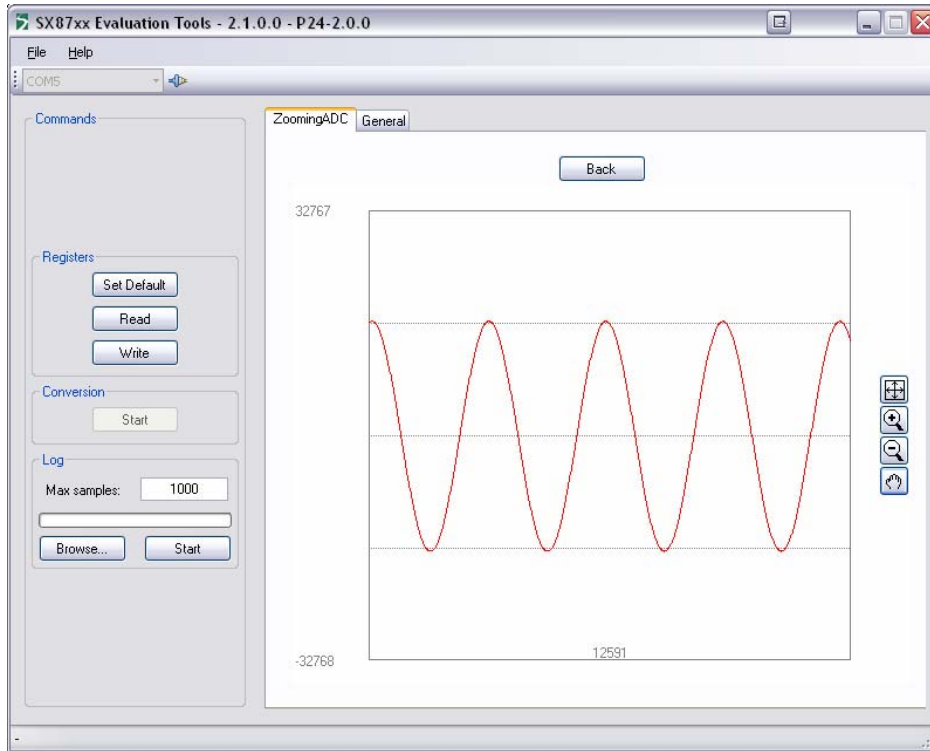 SX87xx Evaluation Tools - 2.1.0.0 - P24-2.0.0
File Help
COM5
Commands
Registers
Set Default
Read
Write
Conversion
Start
Log
Max samples: 1000
Browse... Start
ZoomingADC General
Back
32767
-32768
12591
-